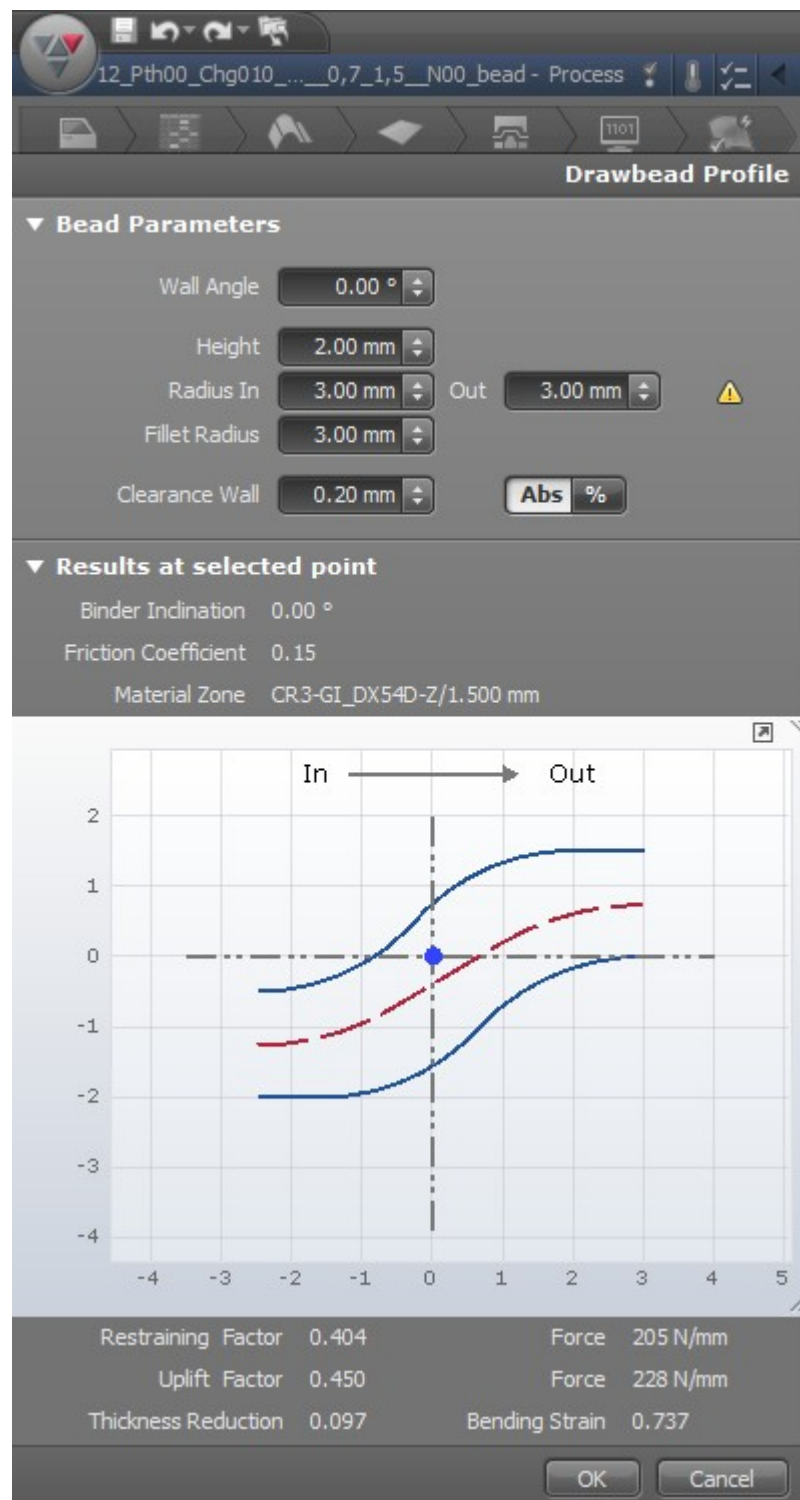 12_Pth00_Chg010_...__0,7_1,5__N00_bead - Process
1101
Drawbead Profile
Bead Parameters
Wall Angle 0.00 °
Height 2.00 mm
Radius In 3.00 mm Out 3.00 mm
Fillet Radius 3.00 mm
Clearance Wall 0.20 mm Abs %
Results at selected point
Binder Inclination 0.00 °
Friction Coefficient 0.15
Material Zone CR3-GI_DX54D-Z/1.500 mm
In Out
2
1
0
-1
-2
-3
-4
-4 -3 -2 -1 0 1 2 3 4 5
Restraining Factor 0.404 Force 205 N/mm
Uplift Factor 0.450 Force 228 N/mm
Thickness Reduction 0.097 Bending Strain 0.737
OK Cancel